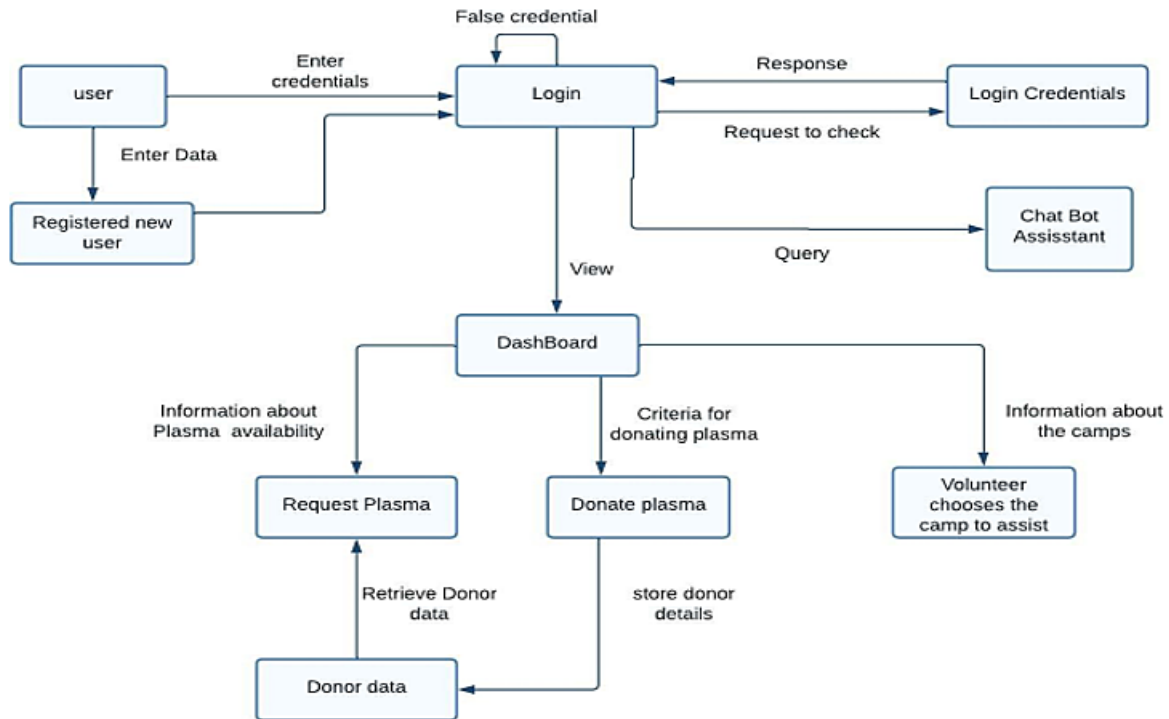 False credential
Enter
credentials
Response
user
Login
Login Credentials
Request to check
Enter Data
Registered new
user
Chat Bot
Assisstant
Query
View
DashBoard
Information about
Plasma availability
Criteria for
donating plasma
Information about
the camps
Request Plasma
Donate plasma
Volunteer
chooses the
camp to assist
Retrieve Donor
data
store donor
details
Donor data